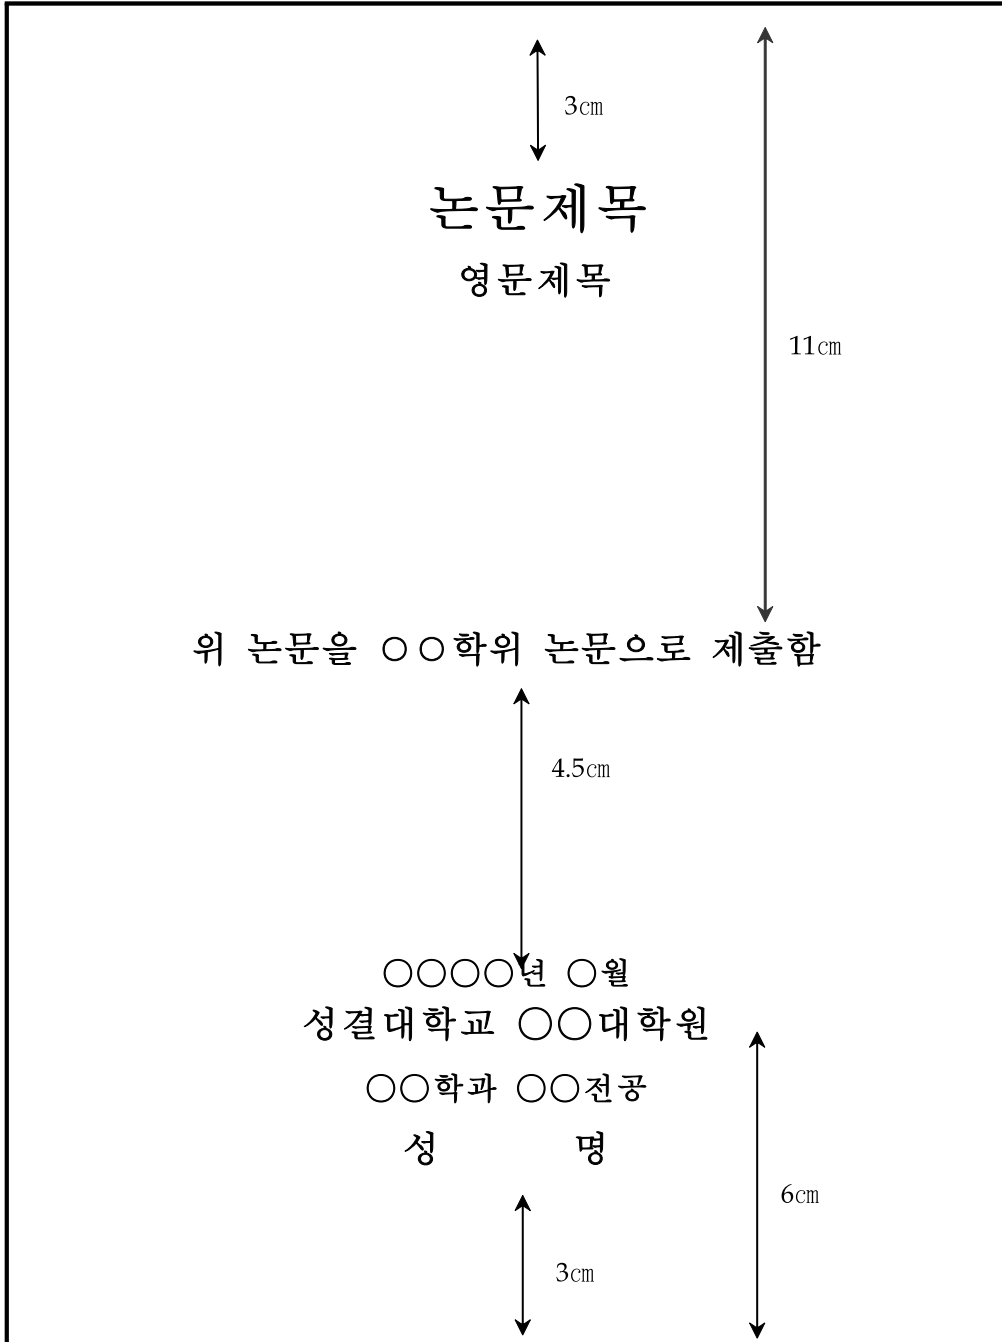 3㎝
논문제목
영문제목
11㎝
위 논문을 ○○학위 논문으로 제출함
4.5㎝
○○○○년 ○월
성결대학교 ○○대학원
○○학과 ○○전공
성 명
6㎝
3㎝